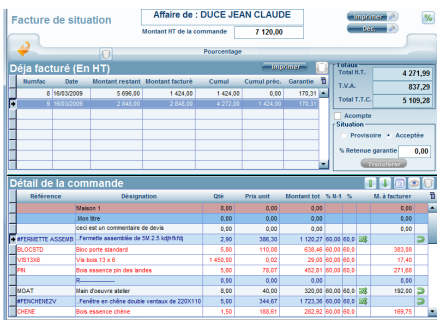 Facture de situation
Affaire de : DUCE JEAN CLAUDE
Montant HT de la commande
7 120,00
Imprimer
%
Pourcentage
Déja facturé (En HT)
Imprimer
Numfac Date Montant restant Montant facturé Cumul Cumul préc. Garantie
8 16/03/2009 5 696,00 1 424,00 1 424,00 0,00 170,31
9 16/03/2009 2 848,00 2 848,00 4 272,00 1 424,00 170,31
Totaux
Total H.T. 4 271,99
T.V.A. 837,29
Total T.T.C. 5 109,28
Acompte
Situation
Provisoire Acceptée
% Retenue garantie 0,00
Transférer
Détail de la commande
Référence Désignation Qté Prix unit Montant tot % N-1 % M. à facturer
Maison 1 0,00 0,00 0,00 0,00
.Mon titre 0,00 0,00 0,00 0,00
ceci est un commentaire de devis 0,00 0,00 0,00 0,00
#FERMETTE ASSEMB ..Fermette assemblée de 5M 2.5 2,90 386,30 1 120,27 60,00 60,0
BLOCSTD Bloc porte standard 5,80 110,08 638,46 60,00 60,0 383,08
VIS13X6 Vis bois 13 x 6 1 450,00 0,02 29,00 60,00 60,0 17,40
PIN Bois essence pin des landes 5,80 78,07 452,81 60,00 60,0 271,68
0,00 0,00 0,00 0,00
MOAT Main d'oeuvre atelier 8,00 40,00 320,00 60,00 60,0 192,00
#FENCHENE2V ..Fenêtre en chêne double ventaux de 220X110 5,00 344,67 1 723,36 60,00 60,0
CHENE Bois essence chêne 1,50 188,61 282,92 60,00 60,0 169,75